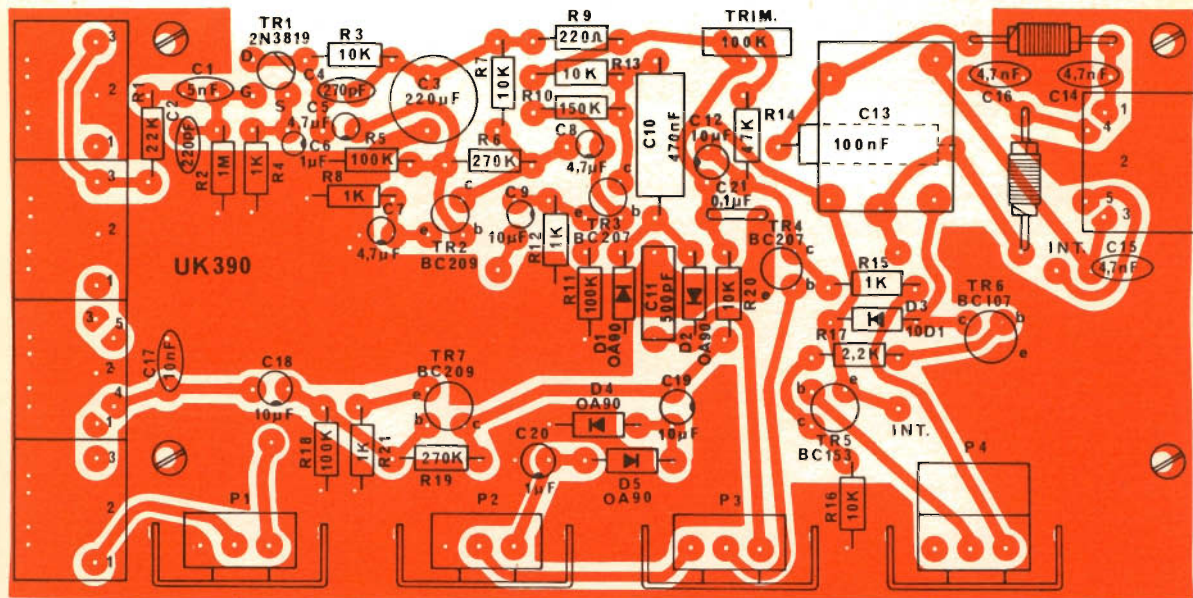 TR1
2N3819
D
G
S
R3
10K
R9
220Ω
TRIM.
100K
R7
10K
R13
10K
R10
150K
C1
5nF
C4
270pF
C3
220µF
4,7nF
C16
4,7nF
C14
R1
22K
C2
220pF
C5
4,7µF
C6
1µF
R5
100K
R6
270K
C8
4,7µF
C10
470nF
C12
10µF
47K
R14
C13
100nF
R2
1M
1K
R4
R8
1K
C7
4,7µF
c
e
b
TR2
BC209
C9
10µF
R12
1K
c
e
b
TR3
BC207
C21
0,1µF
TR4
BC207
c
b
e
INT.
C15
4,7nF
UK390
R11
100K
D1
OA90
C11
500pF
D2
OA90
10K
R20
R15
1K
D3
10D1
TR6
BC107
c
b
e
R17
2,2K
C17
10nF
C18
10µF
TR7
BC209
e
b
c
D4
OA90
C19
10µF
b
e
c
TR5
BC153
INT.
R18
100K
1K
R21
270K
R19
C20
1µF
D5
OA90
R16
10K
P1
P2
P3
P4
3
2
1
3
2
1
3
5
2
4
1
3
2
1
1
4
2
5
3